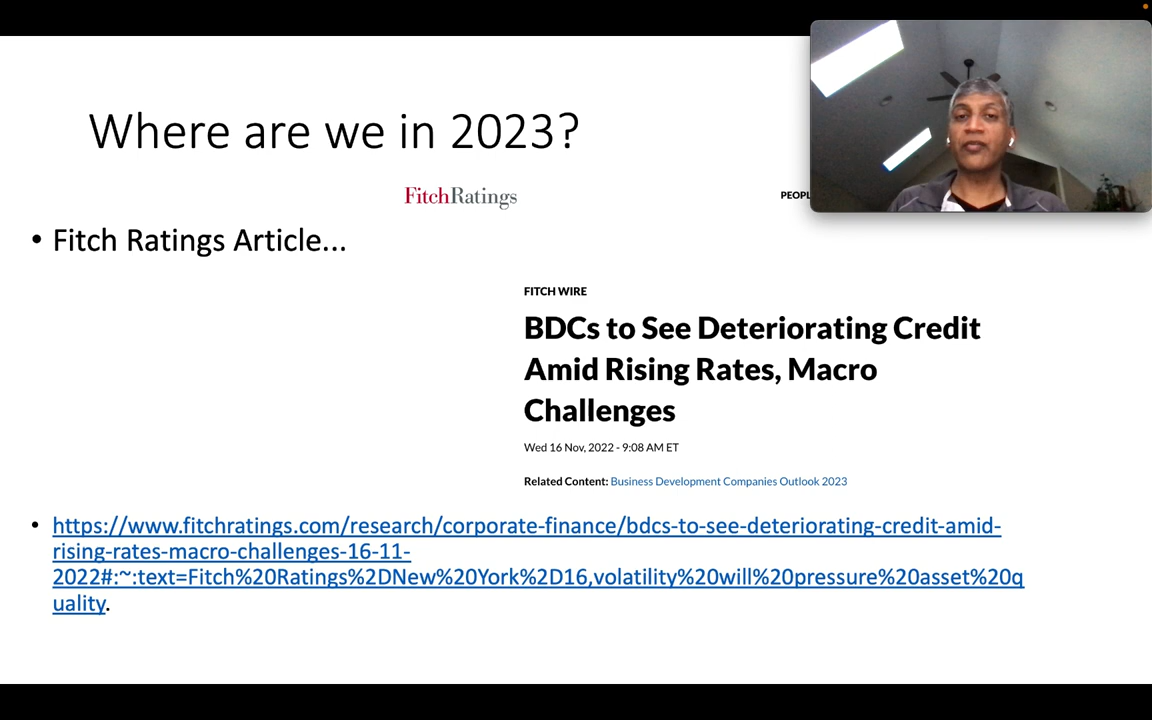 Where are we in 2023?
FitchRatings
PEOPL
• Fitch Ratings Article...
FITCH WIRE
BDCs to See Deteriorating Credit
Amid Rising Rates, Macro
Challenges
Wed 16 Nov, 2022 - 9:08 AM ET
Related Content: Business Development Companies Outlook 2023
• https://www.fitchratings.com/research/corporate-finance/bdcs-to-see-deteriorating-credit-amid-
rising-rates-macro-challenges-16-11-
2022#:~:text=Fitch%20Ratings%2DNew%20York%2D16,volatility%20will%20pressure%20asset%20q
uality.